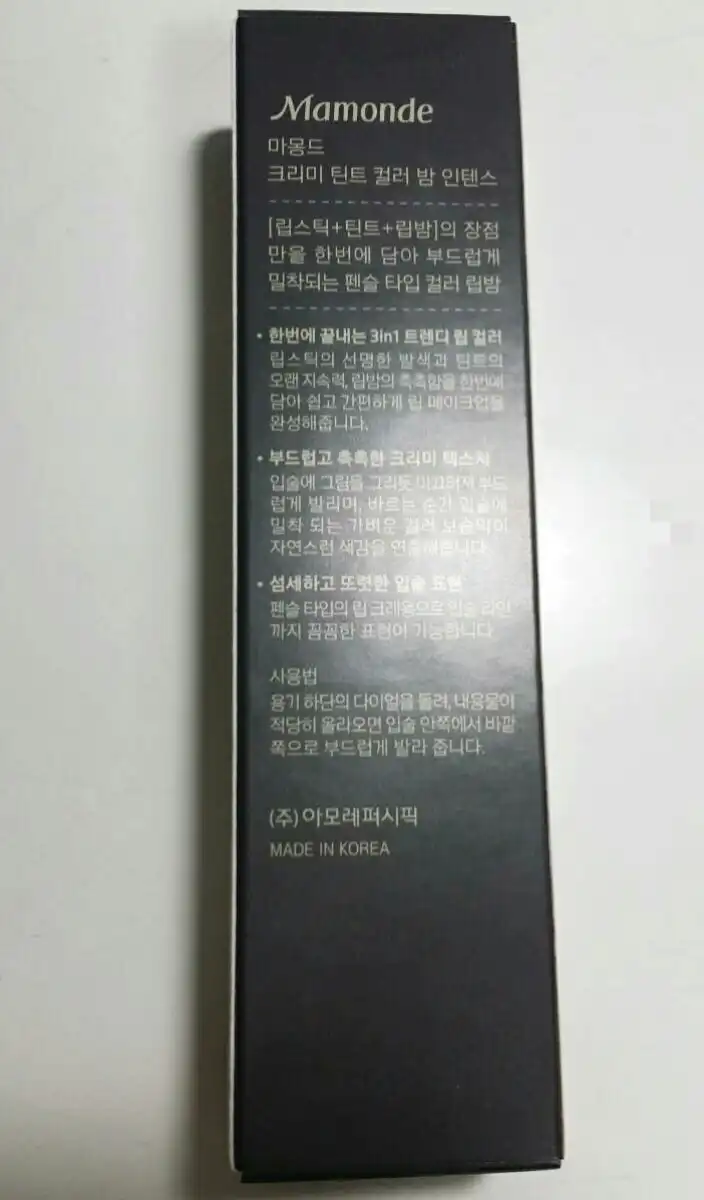 Mamonde
마몽드
크리미 틴트 컬러 밤 인텐스
[립스틱+틴트+립밤]의 장점
만을 한번에 담아 부드럽게
밀착되는 펜슬 타입 컬러 립밤
• 한번에 끝내는 3in1 트렌디 립 컬러
립스틱의 선명한 발색과 틴트의
오랜 지속력, 립밤의 촉촉함을 한번에
담아 쉽고 간편하게 립 메이크업을
완성해줍니다.
• 부드럽고 촉촉한 크리미 텍스처
입술에 그림을 그리듯 미끄러져 부드
럽게 발리며, 바르는 순간 입술에
밀착 되는 가벼운 컬러 보습막이
자연스런 색감을 연출해줍니다.
• 섬세하고 또렷한 입술 표현
펜슬 타입의 립 크레용으로 입술 라인
까지 꼼꼼한 표현이 가능합니다.
사용법
용기 하단의 다이얼을 돌려, 내용물이
적당히 올라오면 입술 안쪽에서 바깥
쪽으로 부드럽게 발라 줍니다.
(주)아모레퍼시픽
MADE IN KOREA